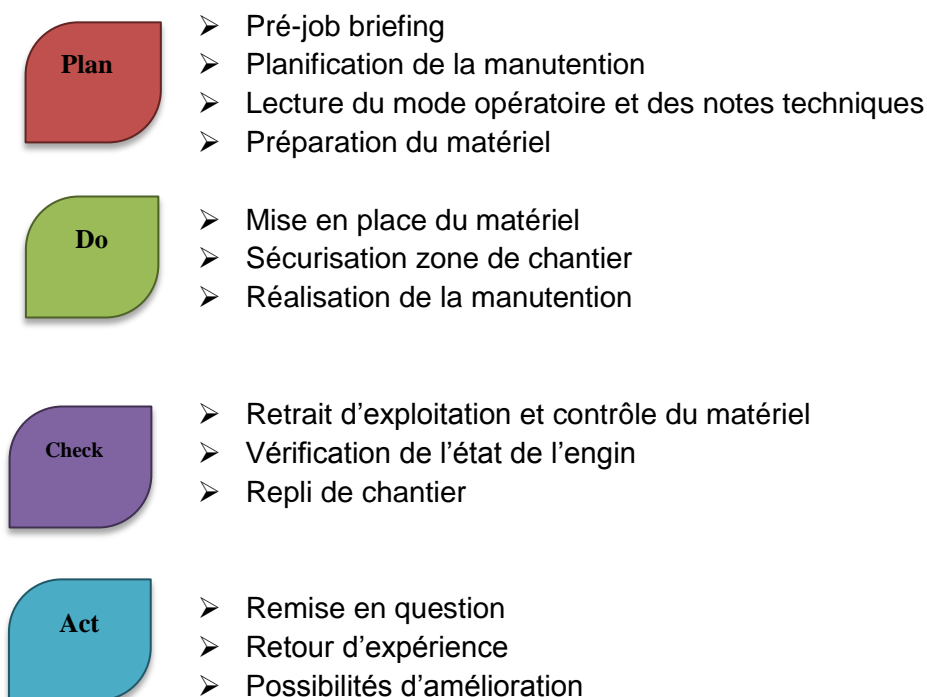 Plan
➢ Pré-job briefing
➢ Planification de la manutention
➢ Lecture du mode opératoire et des notes techniques
➢ Préparation du matériel
Do
➢ Mise en place du matériel
➢ Sécurisation zone de chantier
➢ Réalisation de la manutention
Check
➢ Retrait d’exploitation et contrôle du matériel
➢ Vérification de l’état de l’engin
➢ Repli de chantier
Act
➢ Remise en question
➢ Retour d’expérience
➢ Possibilités d’amélioration